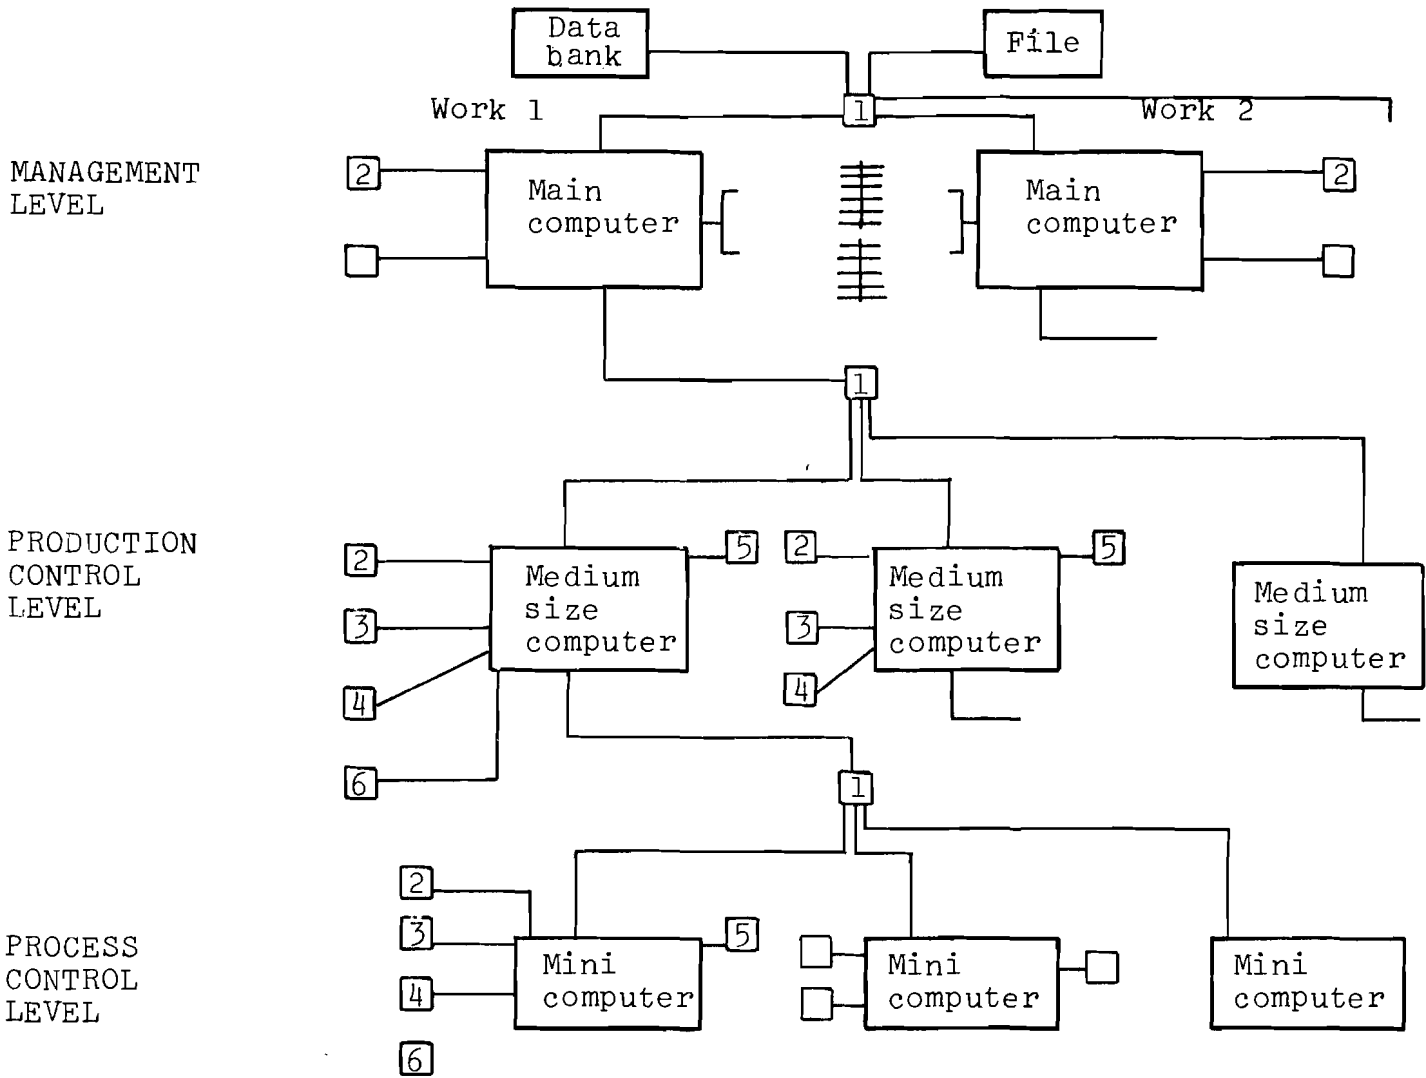 Data
bank
File
Work 1
1
Work 2
MANAGEMENT
LEVEL
2
Main
computer
Main
computer
2
1
PRODUCTION
CONTROL
LEVEL
2
3
4
6
Medium
size
computer
5
2
3
4
Medium
size
computer
5
Medium
size
computer
1
PROCESS
CONTROL
LEVEL
2
3
4
6
Mini
computer
5
Mini
computer
Mini
computer